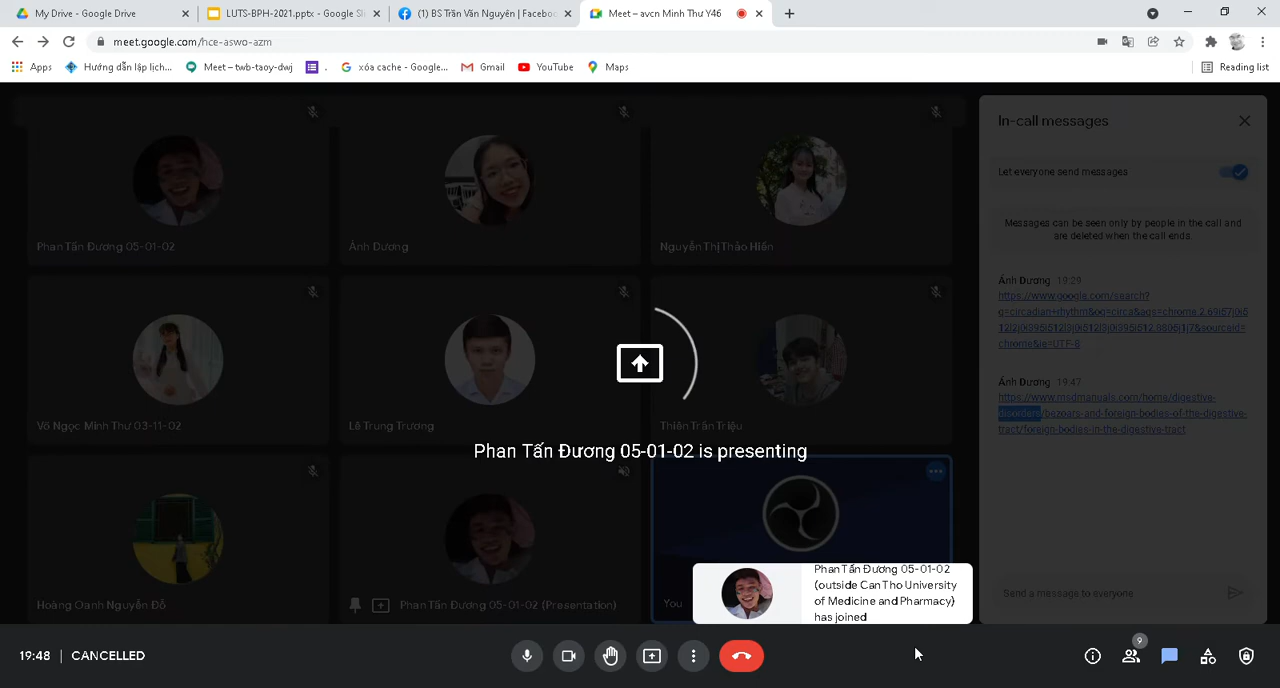 My Drive - Google Drive
LUTS-BPH-2021.pptx - Google Sl
(1) BS Trần Văn Nguyên | Faceboo
Meet – avcn Minh Thư Y46
meet.google.com/hce-aswo-azm
Apps
Hướng dẫn lập lịch...
Meet – twb-taoy-dwj
.
xóa cache - Google...
Gmail
YouTube
Maps
Reading list
Phan Tấn Đương 05-01-02
Ánh Dương
Nguyễn Thị Thảo Hiền
Võ Ngọc Minh Thư 03-11-02
Lê Trung Trương
Thiên Trần Triệu
Phan Tấn Đương 05-01-02 is presenting
Hoàng Oanh Nguyễn Đỗ
Phan Tấn Đương 05-01-02 (Presentation)
You
Phan Tấn Đương 05-01-02
(outside Can Tho University
of Medicine and Pharmacy)
has joined
In-call messages
Let everyone send messages
Messages can be seen only by people in the call and
are deleted when the call ends.
Ánh Dương 19:29
https://www.google.com/search?
Ánh Dương 19:47
https://www.msdmanuals.com/home/digestive-
disorders/bezoars-and-foreign-bodies-of-the-digestive-
tract/foreign-bodies-in-the-digestive-tract
Send a message to everyone
19:48 | CANCELLED
9